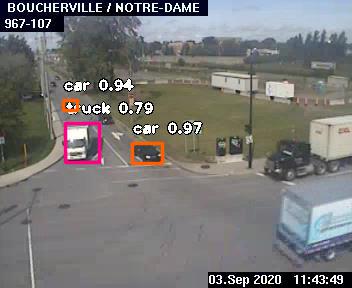 BOUCHERVILLE / NOTRE-DAME
967-107
car 0.94
truck 0.79
car 0.97
03.Sep 2020 11:43:49